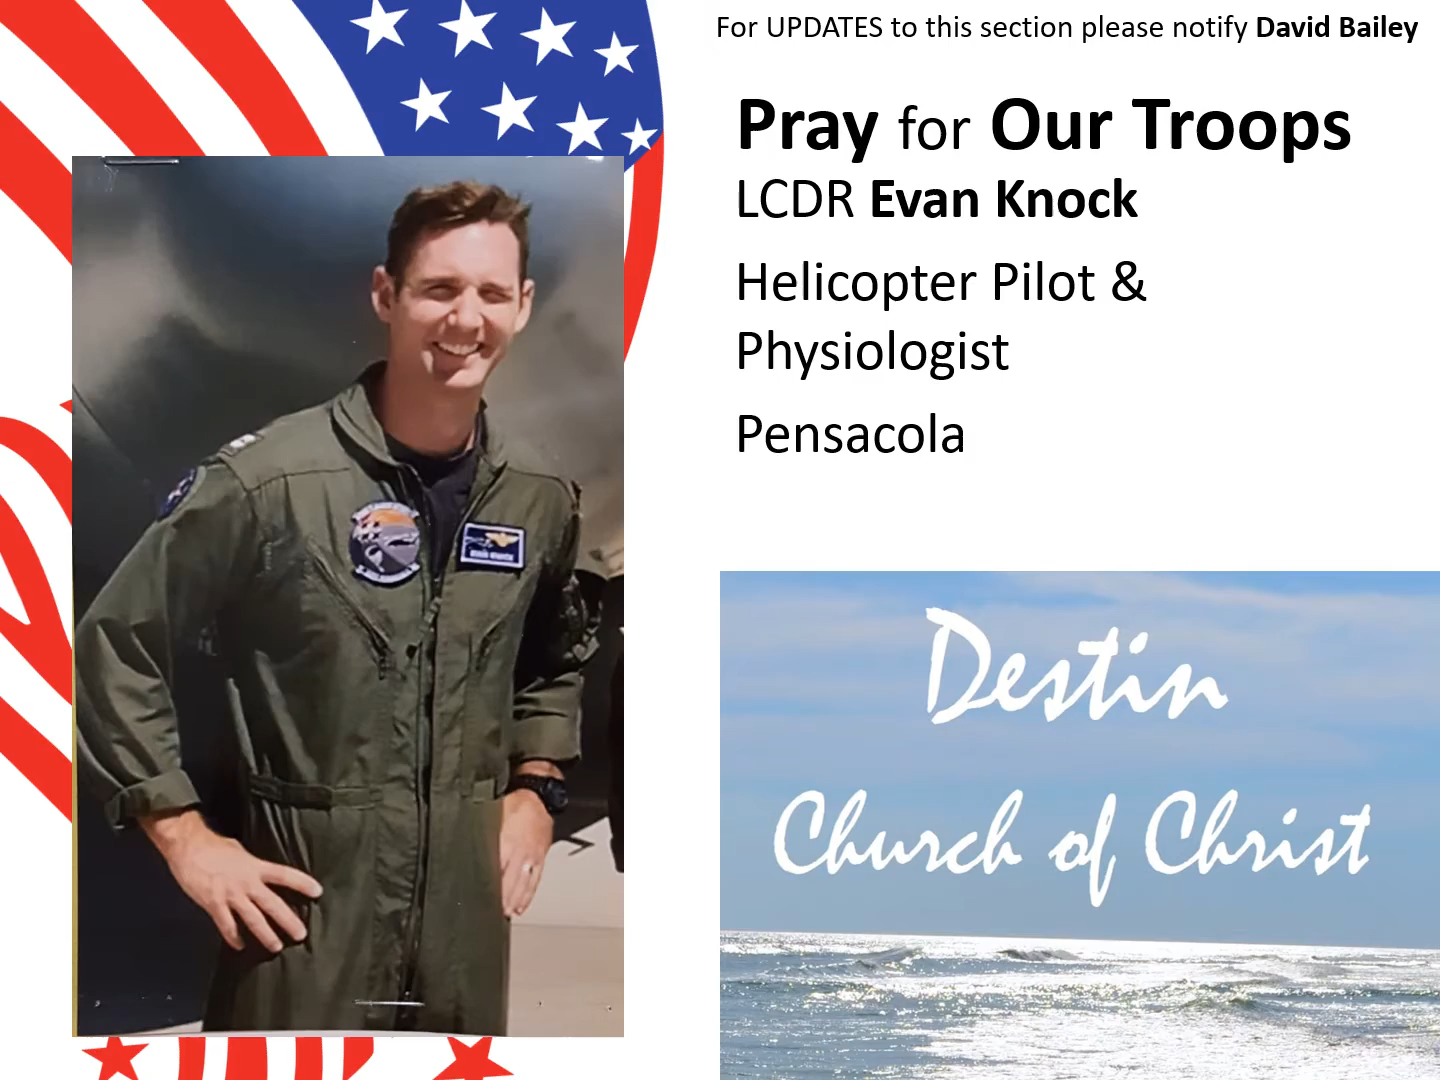 For UPDATES to this section please notify David Bailey
Pray for Our Troops
LCDR Evan Knock
Helicopter Pilot &
Physiologist
Pensacola
Destin
Church of Christ